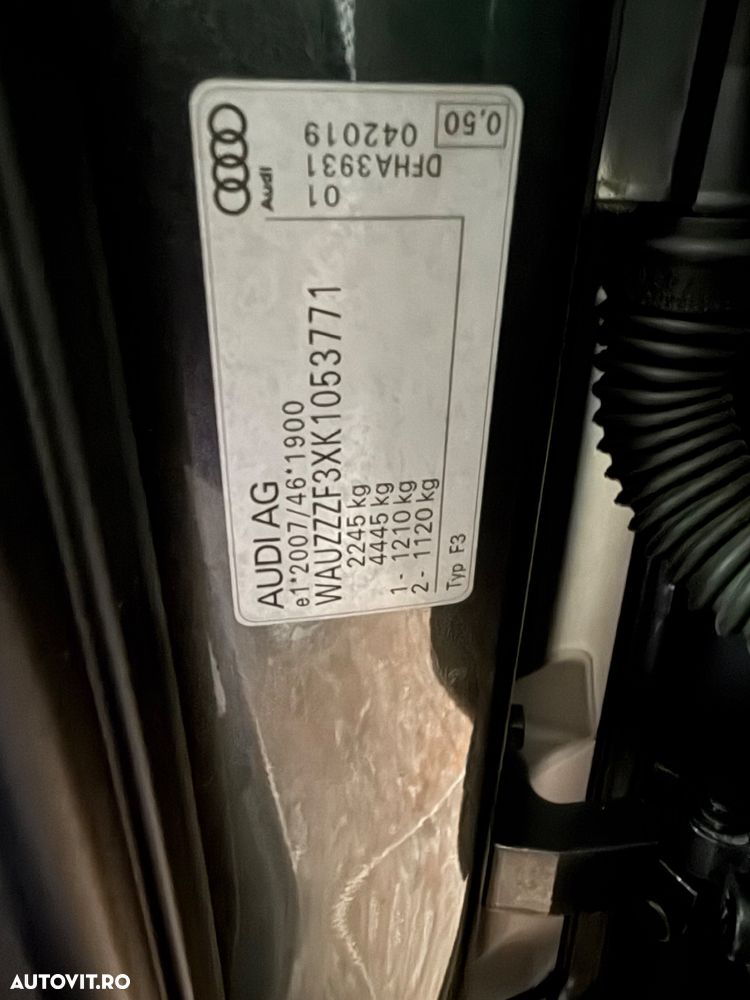 AUDI AG
e1*2007/46*1900
WAUZZZF3XK1053771
2245 kg
4445 kg
1- 1210 kg
2- 1120 kg
Typ F3
Audi
01
DFHA3931
042019
0,50
AUTOVIT.RO